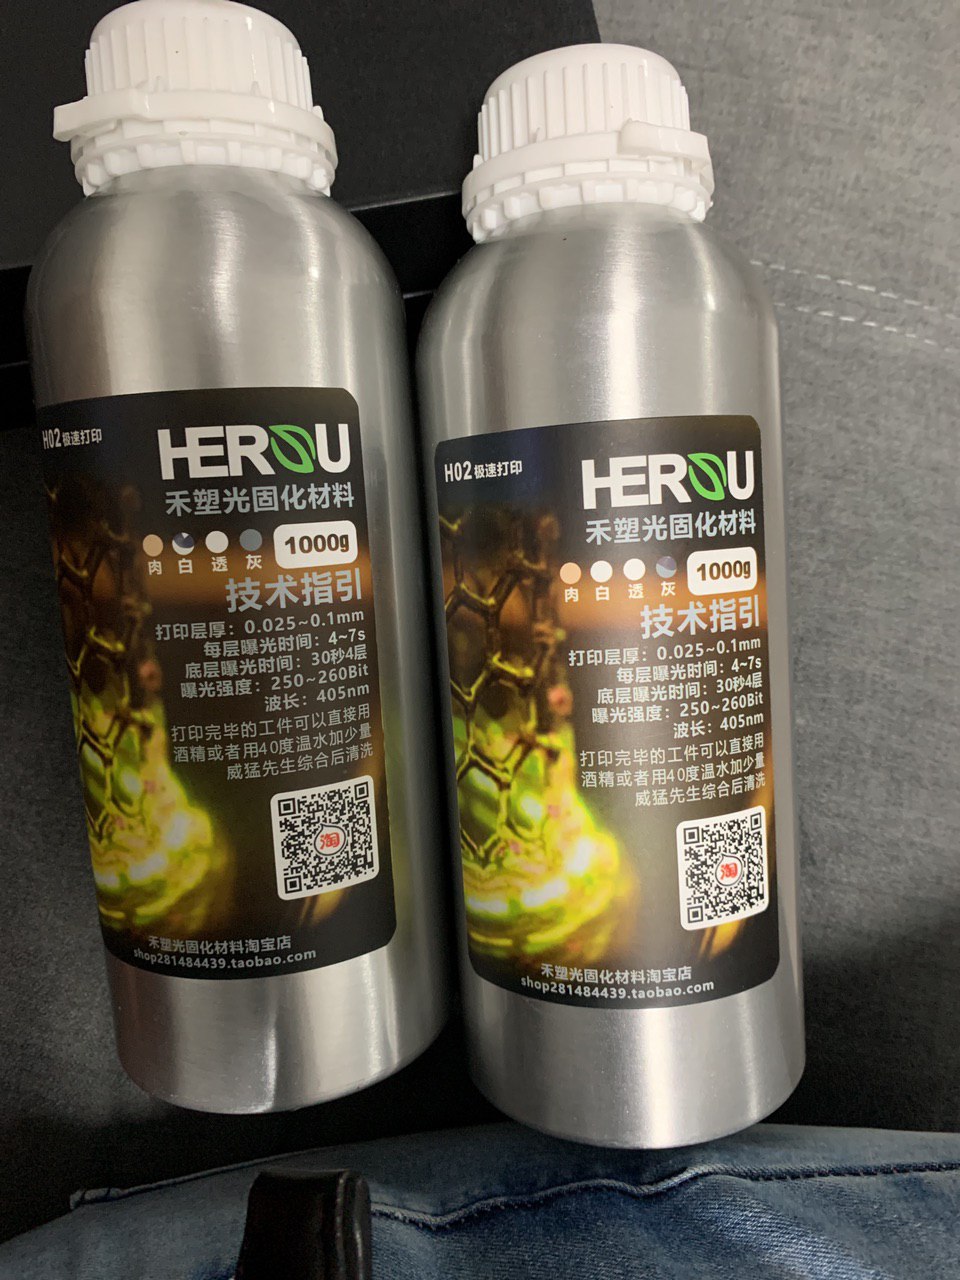 H02极速打印
HEROU
禾塑光固化材料
肉 白 透 灰
1000g
技术指引
打印层厚：0.025~0.1mm
每层曝光时间：4~7s
底层曝光时间：30秒4层
曝光强度：250~260Bit
波长：405nm
打印完毕的工件可以直接用
酒精或者用40度温水加少量
威猛先生综合后清洗
淘
禾塑光固化材料淘宝店
shop281484439.taobao.com
H02极速打印
HEROU
禾塑光固化材料
肉 白 透 灰
1000g
技术指引
打印层厚：0.025~0.1mm
每层曝光时间：4~7s
底层曝光时间：30秒4层
曝光强度：250~260Bit
波长：405nm
打印完毕的工件可以直接用
酒精或者用40度温水加少量
威猛先生综合后清洗
淘
禾塑光固化材料淘宝店
shop281484439.taobao.com